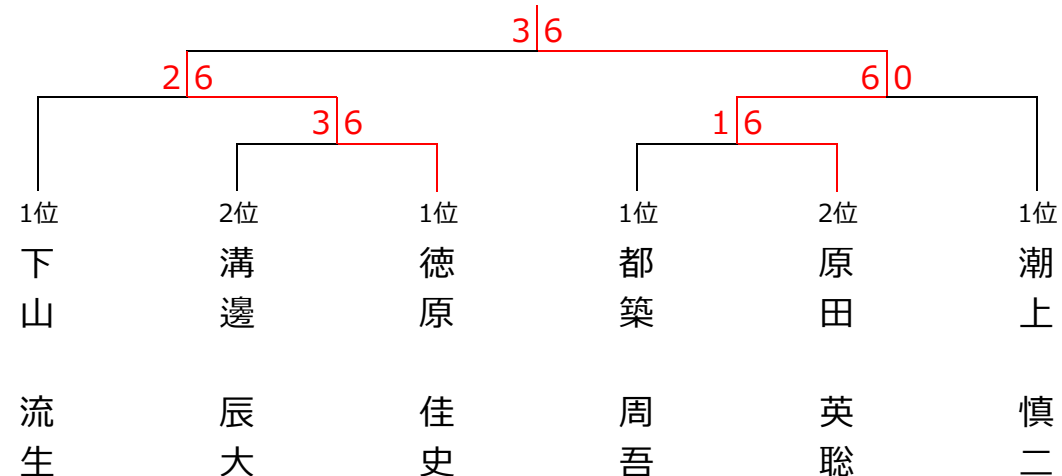 3 6
2 6
6 0
3 6
1 6
1位
2位
1位
1位
2位
1位
下山 流生
溝邊 辰大
徳原 佳史
都築 周吾
原田 英聡
潮上 慎二